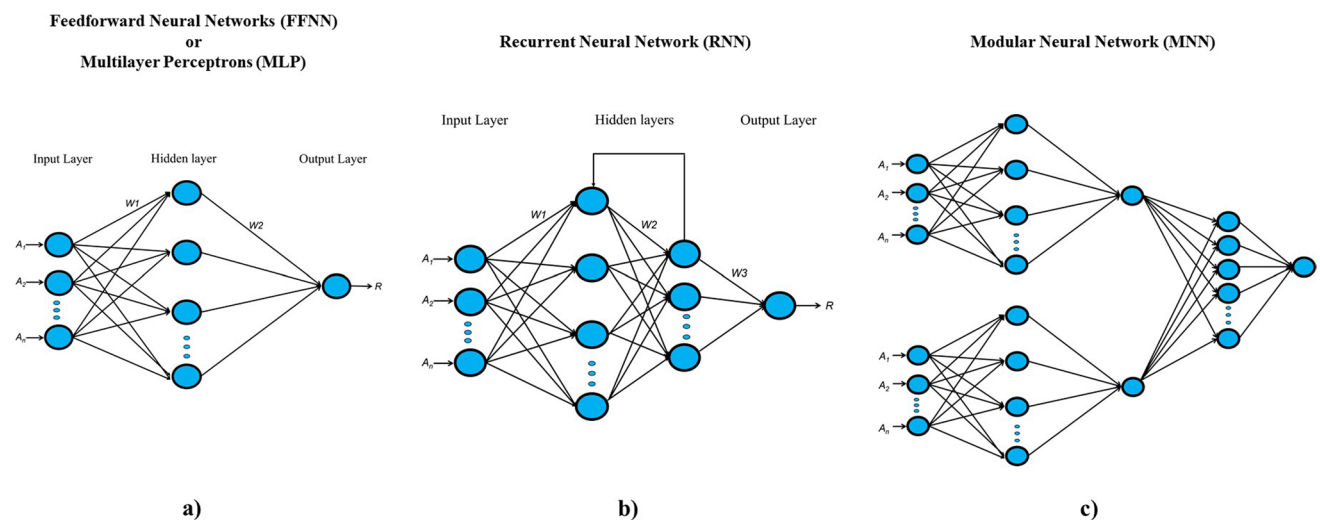 Feedforward Neural Networks (FFNN)
or
Multilayer Perceptrons (MLP)
Input Layer
Hidden layer
Output Layer
W1
W2
A1
A2
An
R
a)
Recurrent Neural Network (RNN)
Input Layer
Hidden layers
Output Layer
W1
W2
W3
A1
A2
An
R
b)
Modular Neural Network (MNN)
A1
A2
An
A1
A2
An
c)